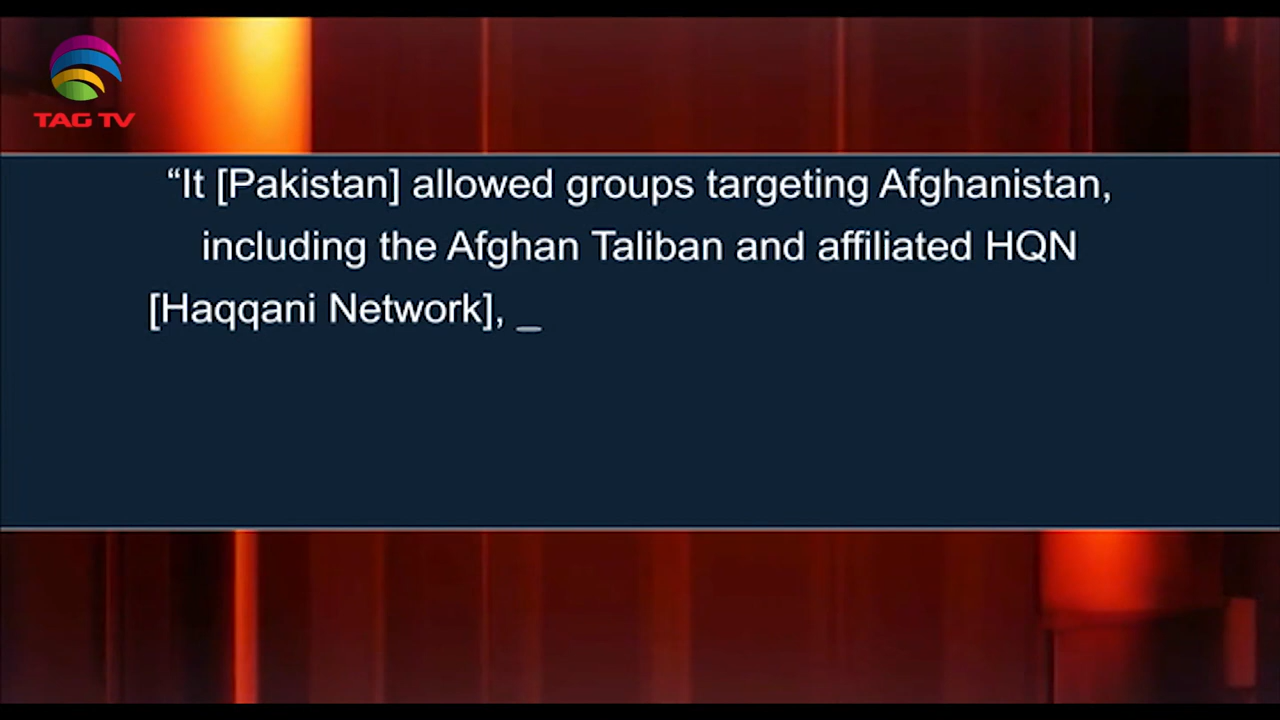 TAG TV
“It [Pakistan] allowed groups targeting Afghanistan,
including the Afghan Taliban and affiliated HQN
[Haqqani Network], _